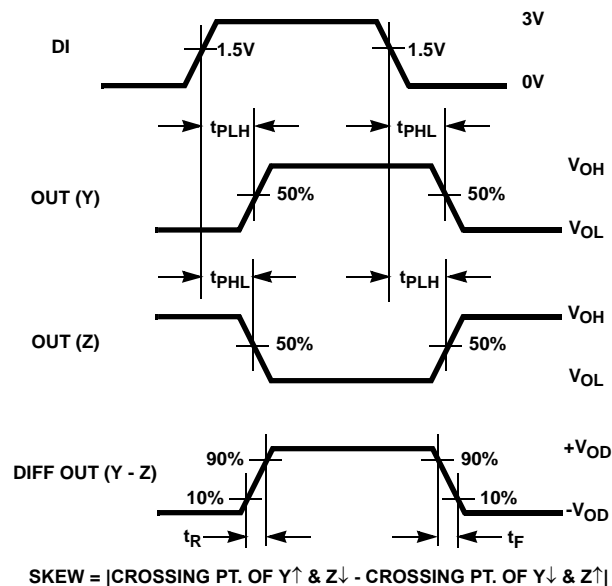 3V
DI
1.5V
1.5V
0V
tPLH
tPHL
VOH
OUT (Y)
50%
50%
VOL
tPHL
tPLH
VOH
OUT (Z)
50%
50%
VOL
+VOD
90%
90%
DIFF OUT (Y - Z)
10%
10%
-VOD
tR
tF
SKEW = |CROSSING PT. OF Y↑ & Z↓ - CROSSING PT. OF Y↓ & Z↑|